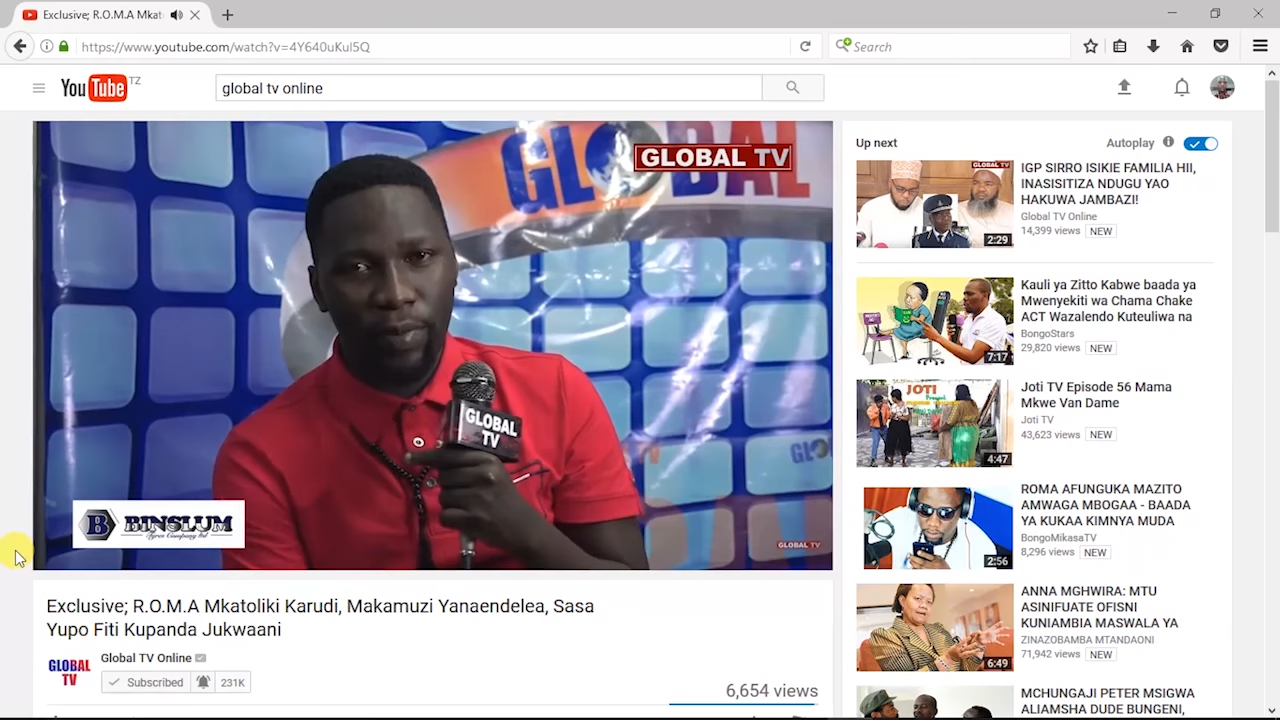 Exclusive; R.O.M.A Mkat
https://www.youtube.com/watch?v=4Y640uKul5Q
Search
YouTube TZ
global tv online
GLOBAL
GLOBAL TV
GLOBAL
TV
BINSLUM
Tyres Company ltd
GLOBAL TV
Exclusive; R.O.M.A Mkatoliki Karudi, Makamuzi Yanaendelea, Sasa
Yupo Fiti Kupanda Jukwaani
GLOBAL
TV
Global TV Online
Subscribed 231K
6,654 views
Up next Autoplay
GLOBAL TV
2:29
IGP SIRRO ISIKIE FAMILIA HII,
INASISITIZA NDUGU YAO
HAKUWA JAMBAZI!
Global TV Online
14,399 views NEW
7:17
Kauli ya Zitto Kabwe baada ya
Mwenyekiti wa Chama Chake
ACT Wazalendo Kuteuliwa na
BongoStars
29,820 views NEW
JOTI
4:47
Joti TV Episode 56 Mama
Mkwe Van Dame
Joti TV
43,623 views NEW
2:56
ROMA AFUNGUKA MAZITO
AMWAGA MBOGAA - BAADA
YA KUKAA KIMNYA MUDA
BongoMikasaTV
8,296 views NEW
6:49
ANNA MGHWIRA: MTU
ASINIFUATE OFISNI
KUNIAMBIA MASWALA YA
ZINAZOBAMBA MTANDAONI
71,942 views NEW
MCHUNGAJI PETER MSIGWA
ALIAMSHA DUDE BUNGENI,